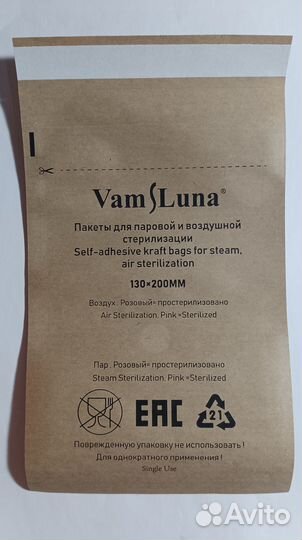 Vam Luna®
Пакеты для паровой и воздушной
стерилизации
Self-adhesive kraft bags for steam,
air sterilization
130×200MM
Воздух . Розовый= простерилизовано
Air Sterilization, Pink =Sterilized
Пар . Розовый= простерилизовано
Steam Sterilization, Pink =Sterilized
EAC
21
Поврежденную упаковку не использовать !
Для однократного применения !
Single Use
Avito